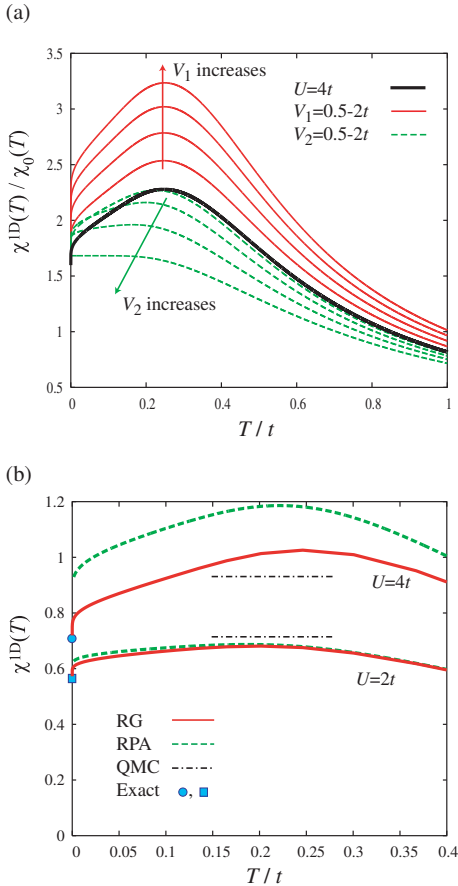 (a)
3.5
3
2.5
2
1.5
1
0.5
χ¹ᴰ(T) / χ₀(T)
V₁ increases
V₂ increases
U=4t
V₁=0.5-2t
V₂=0.5-2t
0 0.2 0.4 0.6 0.8 1
T / t
(b)
1.2
1
0.8
0.6
0.4
0.2
0
χ¹ᴰ(T)
U=4t
U=2t
RG
RPA
QMC
Exact ,
0 0.05 0.1 0.15 0.2 0.25 0.3 0.35 0.4
T / t